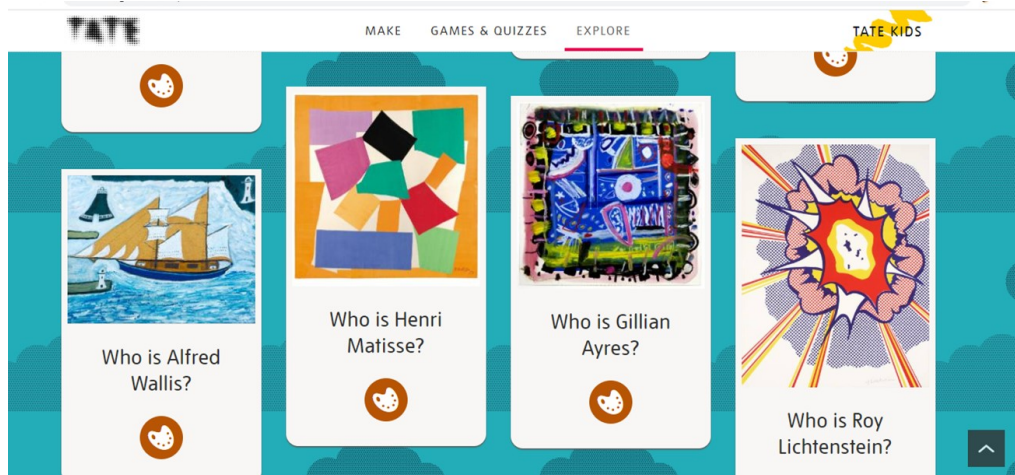 TATE
MAKE
GAMES & QUIZZES
EXPLORE
TATE KIDS
Who is Alfred
Wallis?
Who is Henri
Matisse?
Who is Gillian
Ayres?
Who is Roy
Lichtenstein?